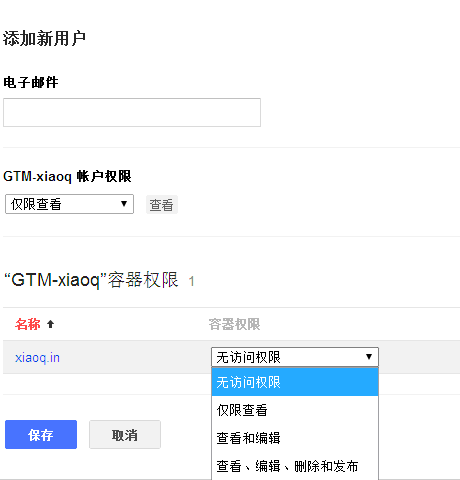 添加新用户
电子邮件
GTM-xiaoq 帐户权限
仅限查看 查看
“GTM-xiaoq”容器权限 1
名称 容器权限
xiaoq.in 无访问权限
无访问权限
仅限查看
查看和编辑
查看、编辑、删除和发布
保存 取消